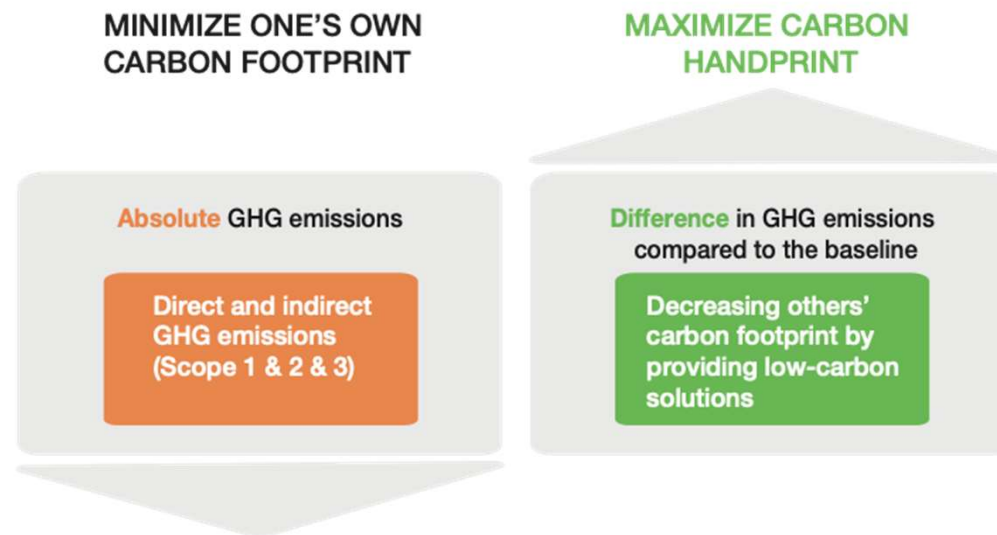 MINIMIZE ONE’S OWN
CARBON FOOTPRINT
Absolute GHG emissions
Direct and indirect
GHG emissions
(Scope 1 & 2 & 3)
MAXIMIZE CARBON
HANDPRINT
Difference in GHG emissions
compared to the baseline
Decreasing others’
carbon footprint by
providing low-carbon
solutions